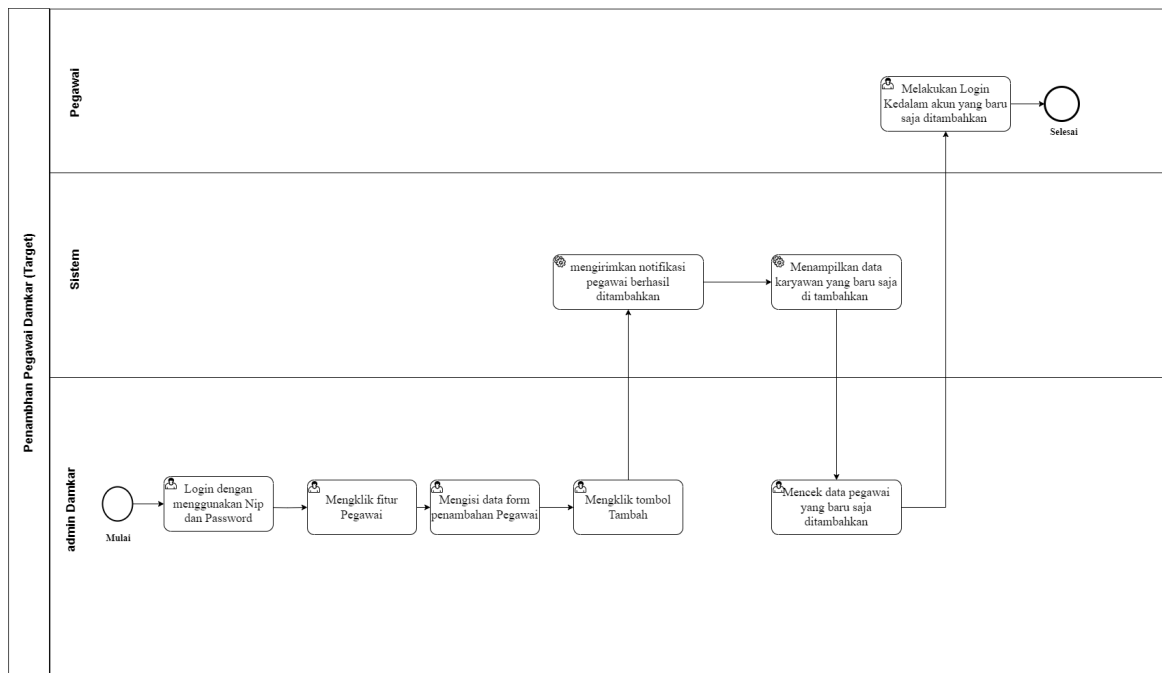 Penambhan Pegawai Damkar (Target)
Pegawai
Melakukan Login
Kedalam akun yang baru
saja ditambahkan
Selesai
Sistem
mengirimkan notifikasi
pegawai berhasil
ditambahkan
Menampilkan data
karyawan yang baru saja
di tambahkan
admin Damkar
Mulai
Login dengan
menggunakan Nip
dan Password
Mengklik fitur
Pegawai
Mengisi data form
penambahan Pegawai
Mengklik tombol
Tambah
Mencek data pegawai
yang baru saja
ditambahkan